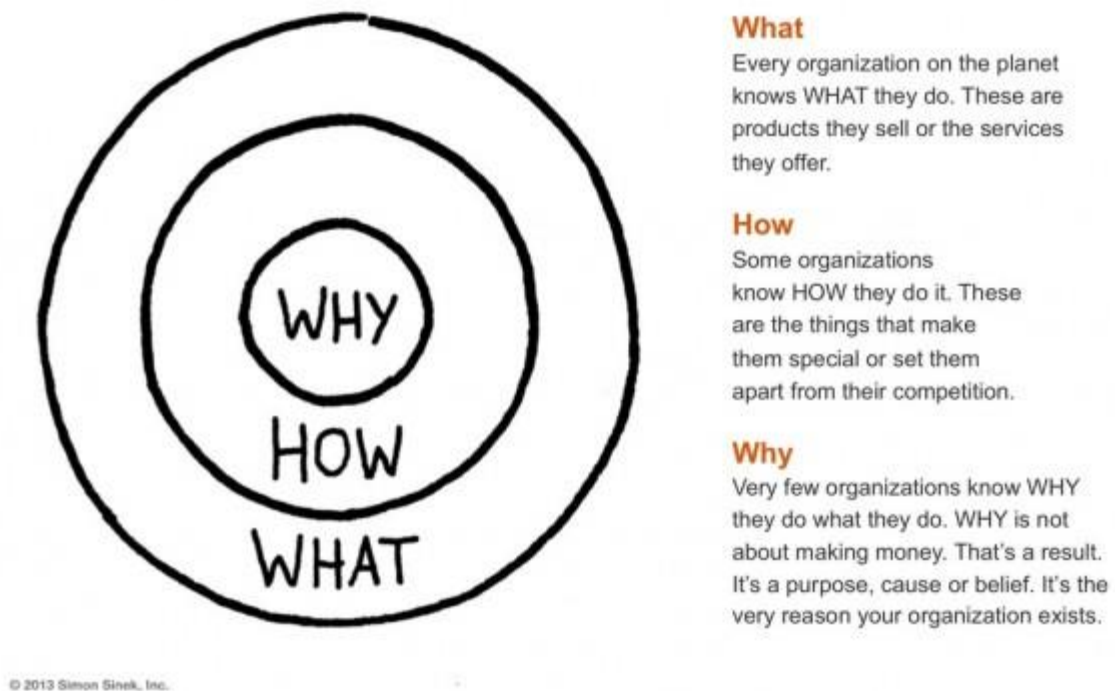 WHY
HOW
WHAT
What
Every organization on the planet
knows WHAT they do. These are
products they sell or the services
they offer.
How
Some organizations
know HOW they do it. These
are the things that make
them special or set them
apart from their competition.
Why
Very few organizations know WHY
they do what they do. WHY is not
about making money. That's a result.
It's a purpose, cause or belief. It's the
very reason your organization exists.
© 2013 Simon Sinek, Inc.